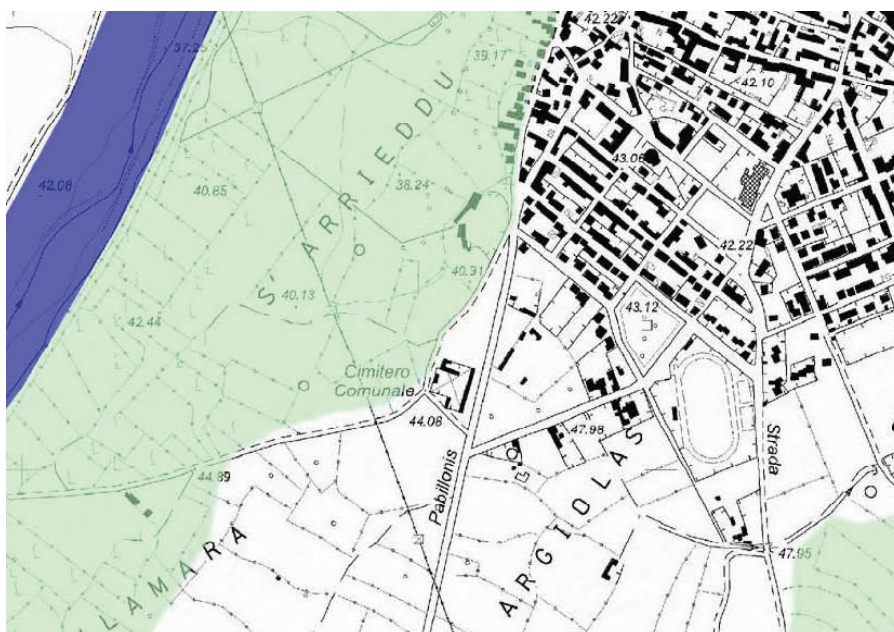 42.22
37.25
39.17
42.10
42.08
40.85
38.24
43.06
S' ARRIEDDU
42.22
40.31
40.13
43.12
42.44
Cimitero
Comunale
44.08
47.98
44.89
Pabillonis
Strada
ARGIOLAS
47.95
LAMARA